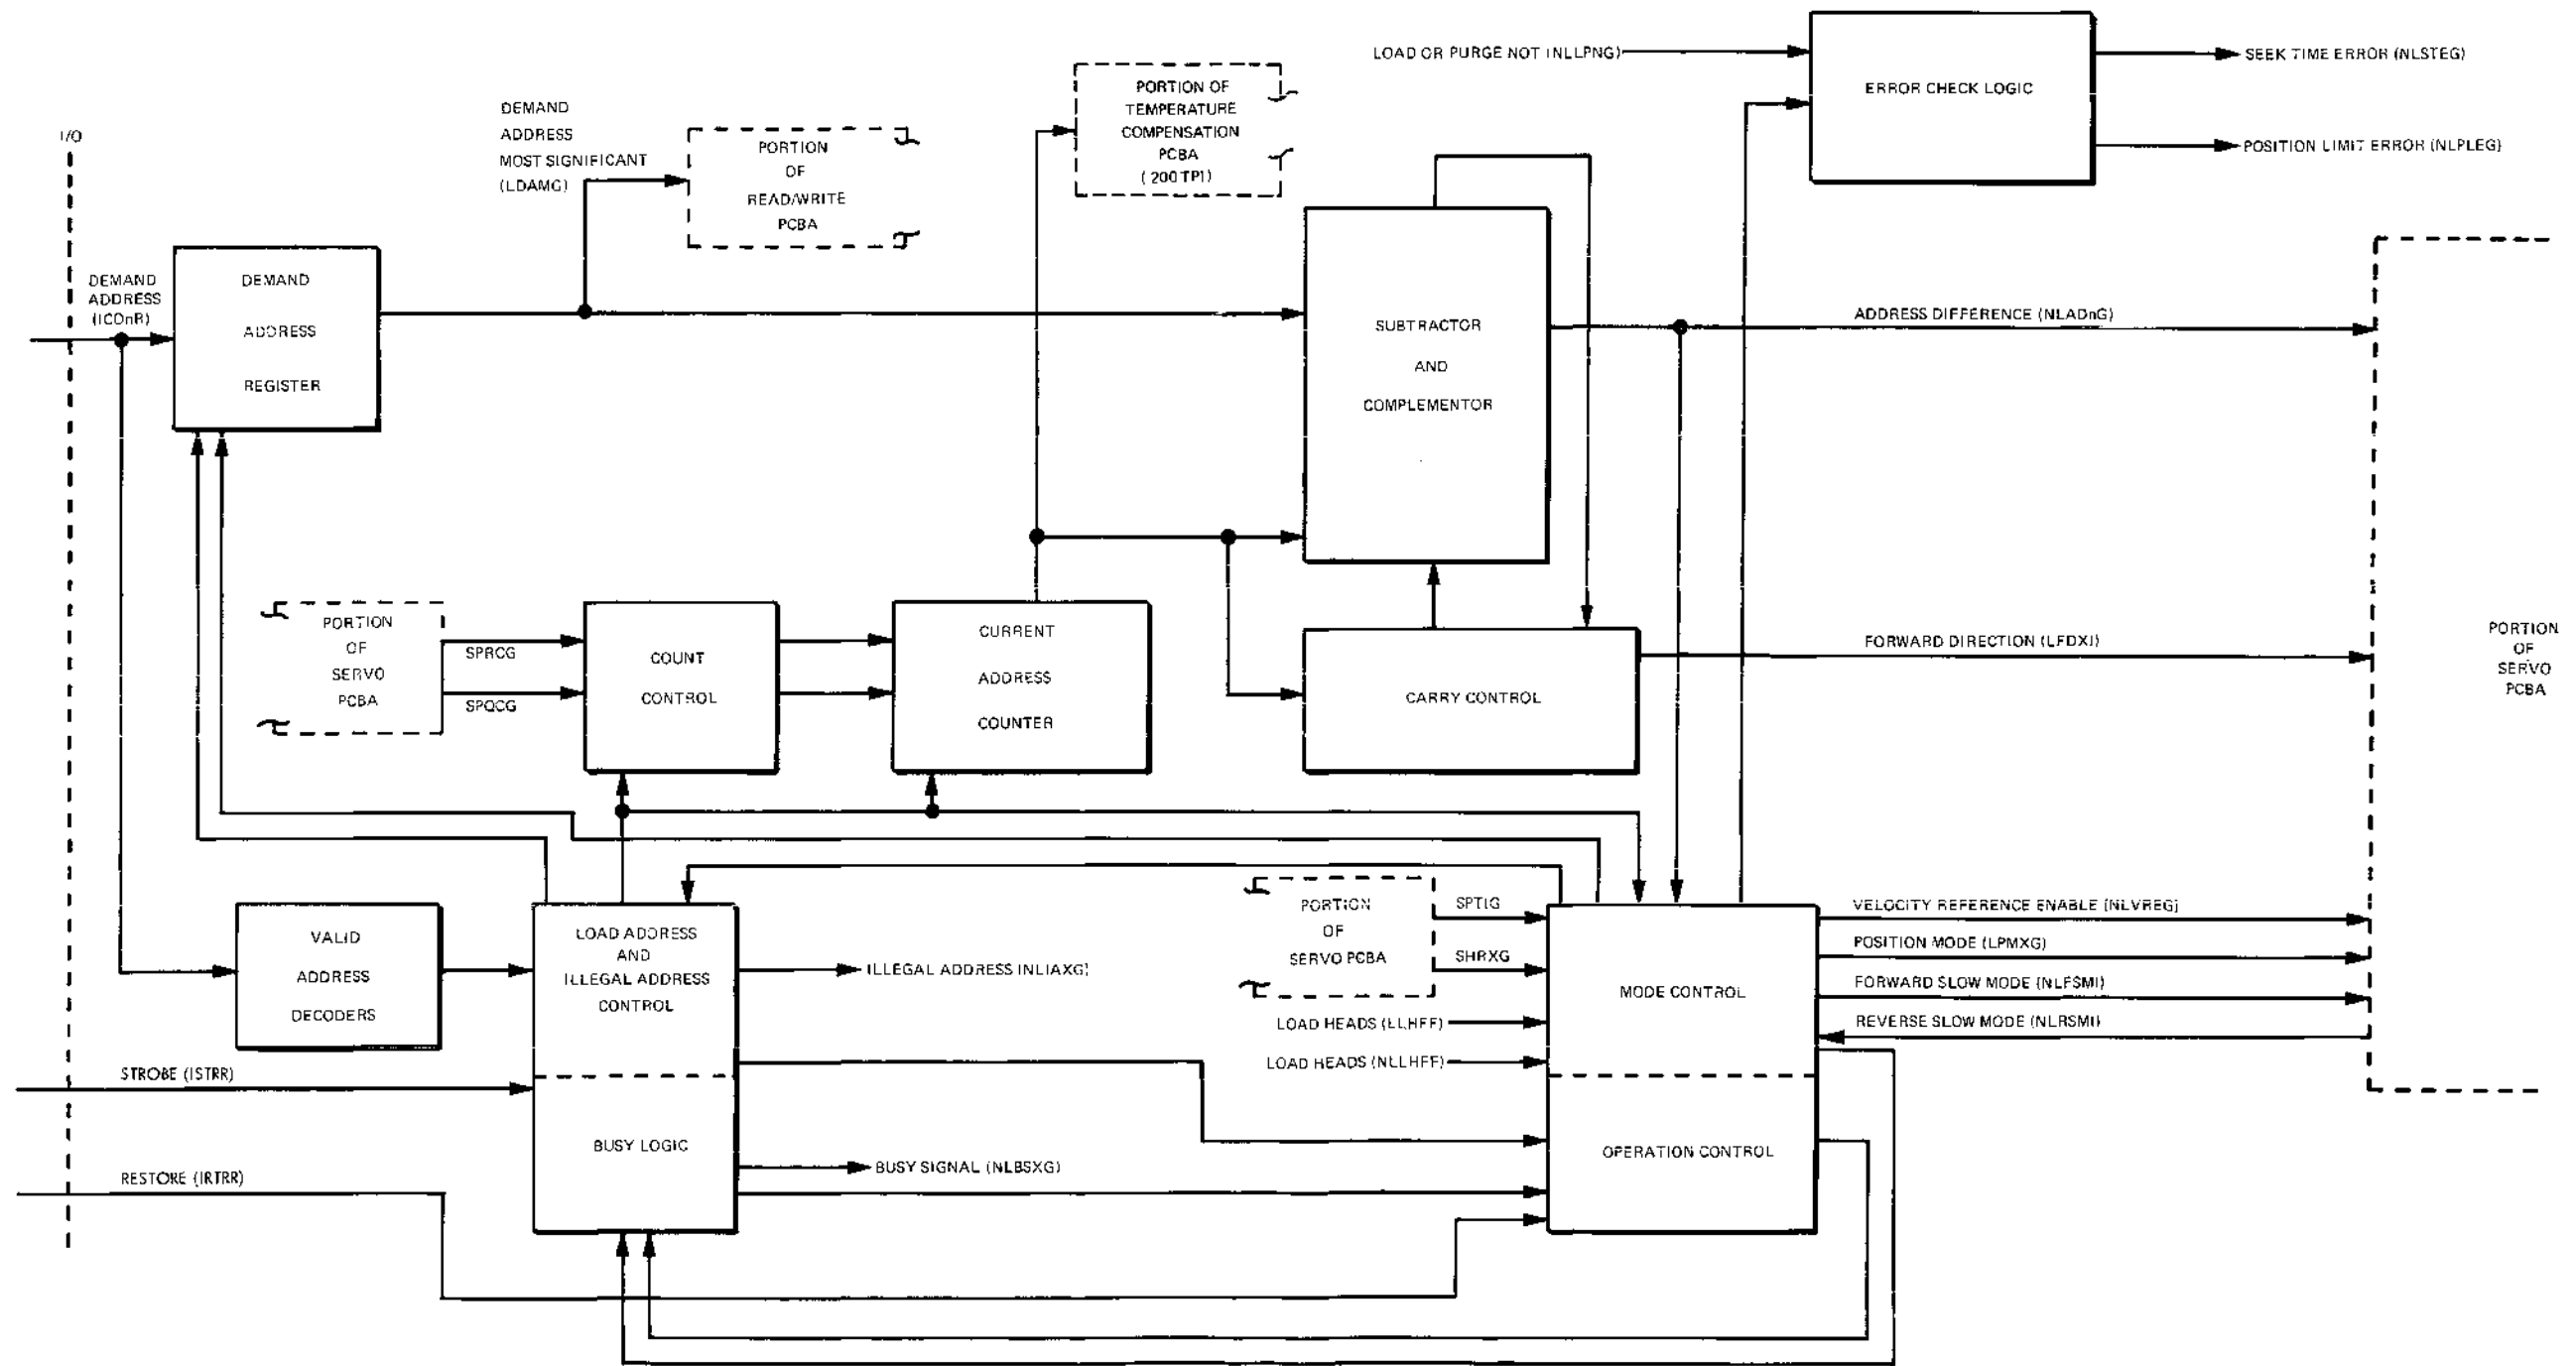 LOAD OR PURGE NOT (NLLPNG)
ERROR CHECK LOGIC
SEEK TIME ERROR (NLSTEG)
POSITION LIMIT ERROR (NLPLEG)
PORTION OF
TEMPERATURE
COMPENSATION
PCBA
(200 TPI)
DEMAND
ADDRESS
MOST SIGNIFICANT
(LDAMG)
PORTION
OF
READ/WRITE
PCBA
I/O
DEMAND
ADDRESS
(ICDnR)
DEMAND
ADDRESS
REGISTER
SUBTRACTOR
AND
COMPLEMENTOR
ADDRESS DIFFERENCE (NLADnG)
PORTION
OF
SERVO
PCBA
SPRCG
SPQCG
COUNT
CONTROL
CURRENT
ADDRESS
COUNTER
CARRY CONTROL
FORWARD DIRECTION (LFDXI)
PORTION
OF
SERVO
PCBA
VALID
ADDRESS
DECODERS
LOAD ADDRESS
AND
ILLEGAL ADDRESS
CONTROL
ILLEGAL ADDRESS (NLIAXG)
PORTION
OF
SERVO PCBA
SPTIG
SHRXG
LOAD HEADS (LLHFF)
LOAD HEADS (NLLHFF)
MODE CONTROL
VELOCITY REFERENCE ENABLE (NLVREG)
POSITION MODE (LPMXG)
FORWARD SLOW MODE (NLFSMI)
REVERSE SLOW MODE (NLRSMI)
STROBE (ISTRR)
BUSY LOGIC
BUSY SIGNAL (NLBSXG)
OPERATION CONTROL
RESTORE (IRTRR)